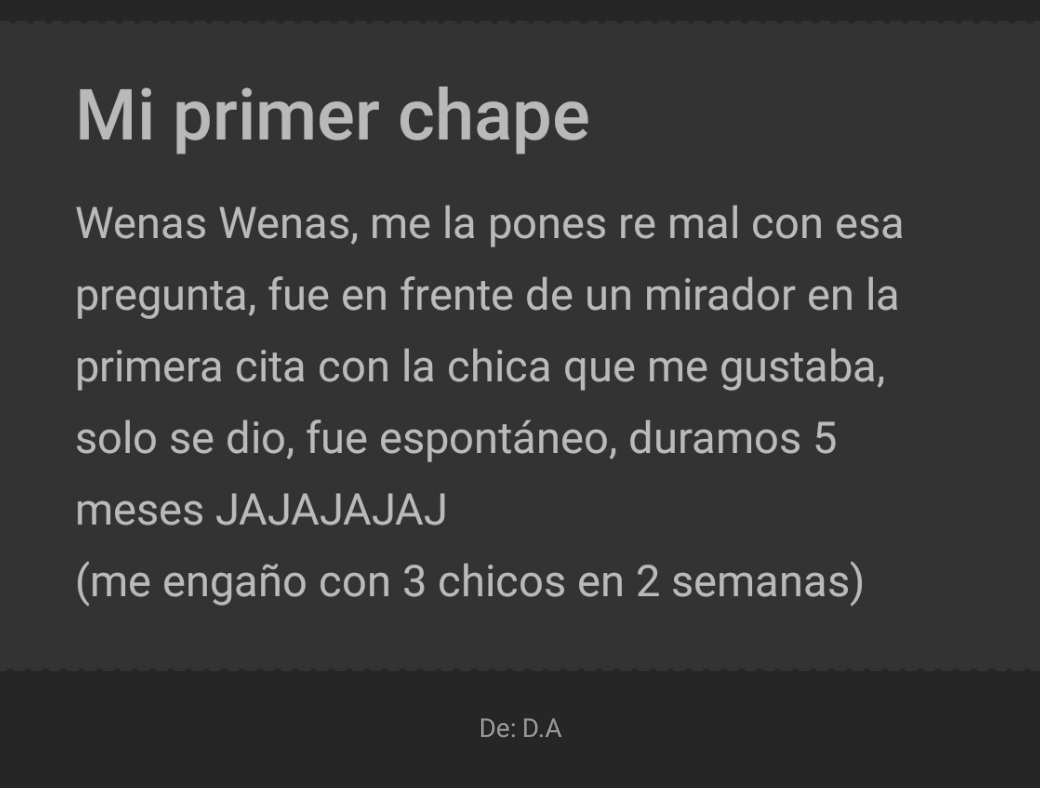 Mi primer chape
Wenas Wenas, me la pones re mal con esa
pregunta, fue en frente de un mirador en la
primera cita con la chica que me gustaba,
solo se dio, fue espontáneo, duramos 5
meses JAJAJAJAJ
(me engaño con 3 chicos en 2 semanas)
De: D.A